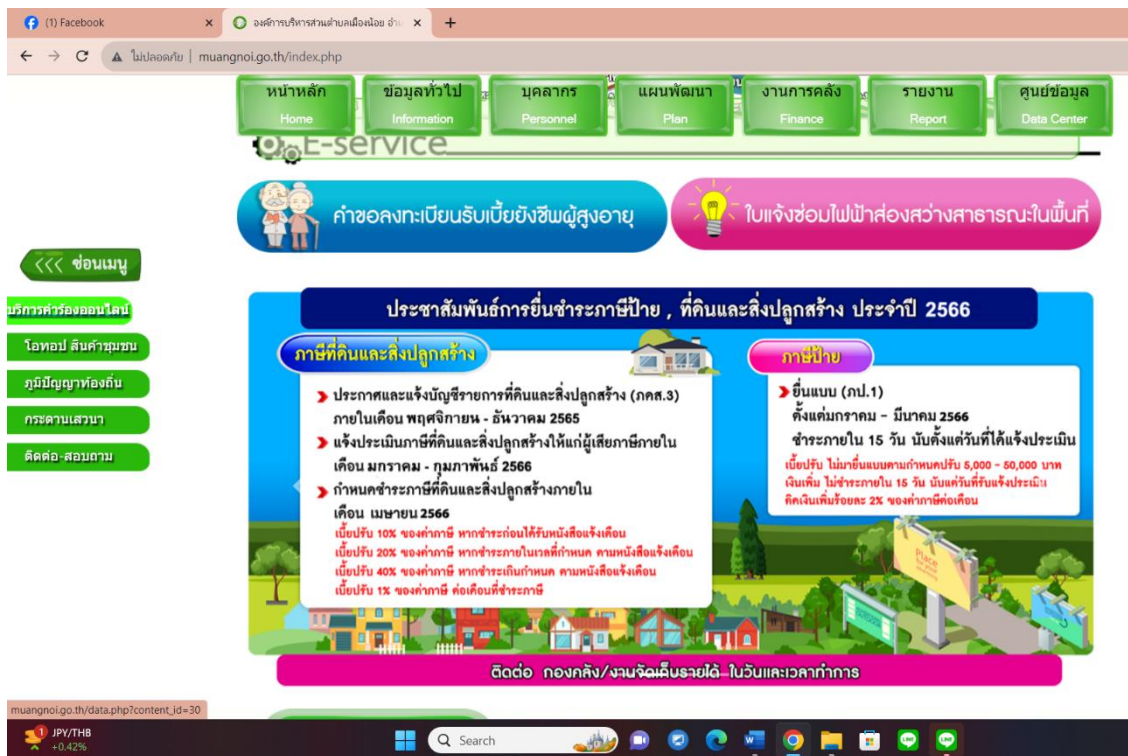 (1) Facebook
องค์การบริหารส่วนตำบลเมืองน้อย อำเ
ไม่ปลอดภัย | muangnoi.go.th/index.php
หน้าหลัก ข้อมูลทั่วไป บุคลากร แผนพัฒนา งานการคลัง รายงาน ศูนย์ข้อมูล
Home Information Personnel Plan Finance Report Data Center
E-service
คำขอลงทะเบียนรับเบี้ยยังชีพผู้สูงอายุ
ใบแจ้งซ่อมไฟฟ้าส่องสว่างสาธารณะในพื้นที่
<<< ซ่อนเมนู
บริการคำร้องออนไลน์
โอทอป สินค้าชุมชน
ภูมิปัญญาท้องถิ่น
กระดานเสวนา
ติดต่อ-สอบถาม
ประชาสัมพันธ์การยื่นชำระภาษีป้าย , ที่ดินและสิ่งปลูกสร้าง ประจำปี 2566
ภาษีที่ดินและสิ่งปลูกสร้าง
ประกาศและแจ้งบัญชีรายการที่ดินและสิ่งปลูกสร้าง (ภดส.3)
ภายในเดือน พฤศจิกายน - ธันวาคม 2565
แจ้งประเมินภาษีที่ดินและสิ่งปลูกสร้างให้แก่ผู้เสียภาษีภายใน
เดือน มกราคม - กุมภาพันธ์ 2566
กำหนดชำระภาษีที่ดินและสิ่งปลูกสร้างภายใน
เดือน เมษายน 2566
เบี้ยปรับ 10% ของค่าภาษี หากชำระก่อนได้รับหนังสือแจ้งเตือน
เบี้ยปรับ 20% ของค่าภาษี หากชำระภายในเวลาที่กำหนด ตามหนังสือแจ้งเตือน
เบี้ยปรับ 40% ของค่าภาษี หากชำระเกินกำหนด ตามหนังสือแจ้งเตือน
เบี้ยปรับ 1% ของค่าภาษี ต่อเดือนที่ชำระภาษี
ภาษีป้าย
ยื่นแบบ (ภป.1)
ตั้งแต่มกราคม - มีนาคม 2566
ชำระภายใน 15 วัน นับตั้งแต่วันที่ได้แจ้งประเมิน
เบี้ยปรับ ไม่มายื่นแบบตามกำหนดปรับ 5,000 - 50,000 บาท
เงินเพิ่ม ไม่ชำระภายใน 15 วัน นับแต่วันที่รับแจ้งประเมิน
คิดเงินเพิ่มร้อยละ 2% ของค่าภาษีต่อเดือน
Place
for your
advertising
ติดต่อ กองคลัง/งานจัดเก็บรายได้ ในวันและเวลาทำการ
muangnoi.go.th/data.php?content_id=30
1
JPY/THB
+0.42%
Search